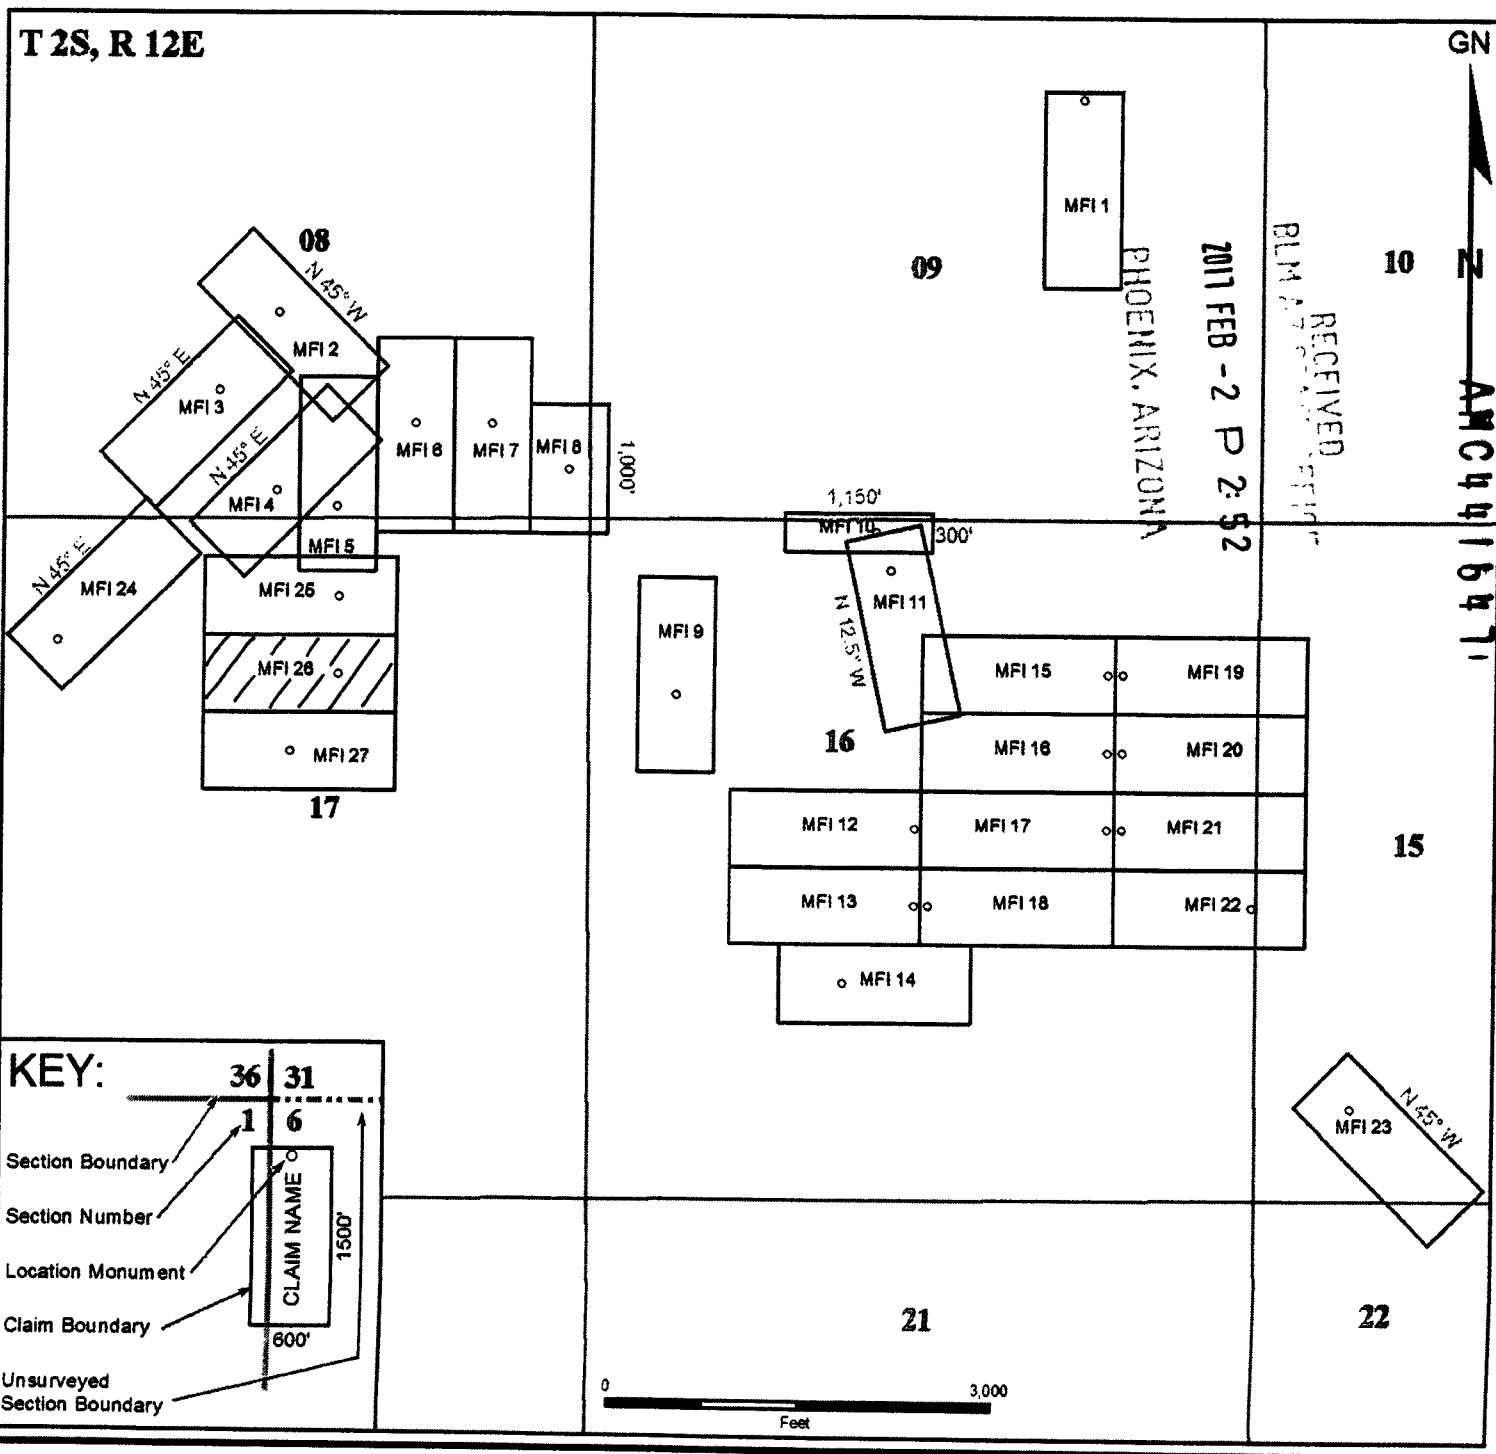 T 2S, R 12E
GN
N
08
09
10
MFI 1
N 45° W
MFI 2
N 45° E
MFI 3
N 45° E
MFI 4
MFI 5
MFI 6
MFI 7
MFI 8
1,000'
1,150'
MFI 10
300'
MFI 11
N 12.5° W
MFI 9
N 45° E
MFI 24
MFI 25
MFI 26
MFI 27
17
16
15
MFI 15
MFI 19
MFI 16
MFI 20
MFI 12
MFI 17
MFI 21
MFI 13
MFI 18
MFI 22
MFI 14
MFI 23
N 45° W
21
22
RECEIVED
BLM
2017 FEB -2 P 2:52
PHOENIX, ARIZONA
AMC441647
KEY:
36 31
1 6
Section Boundary
Section Number
Location Monument
Claim Boundary
Unsurveyed
Section Boundary
CLAIM NAME
1500'
600'
0
3,000
Feet